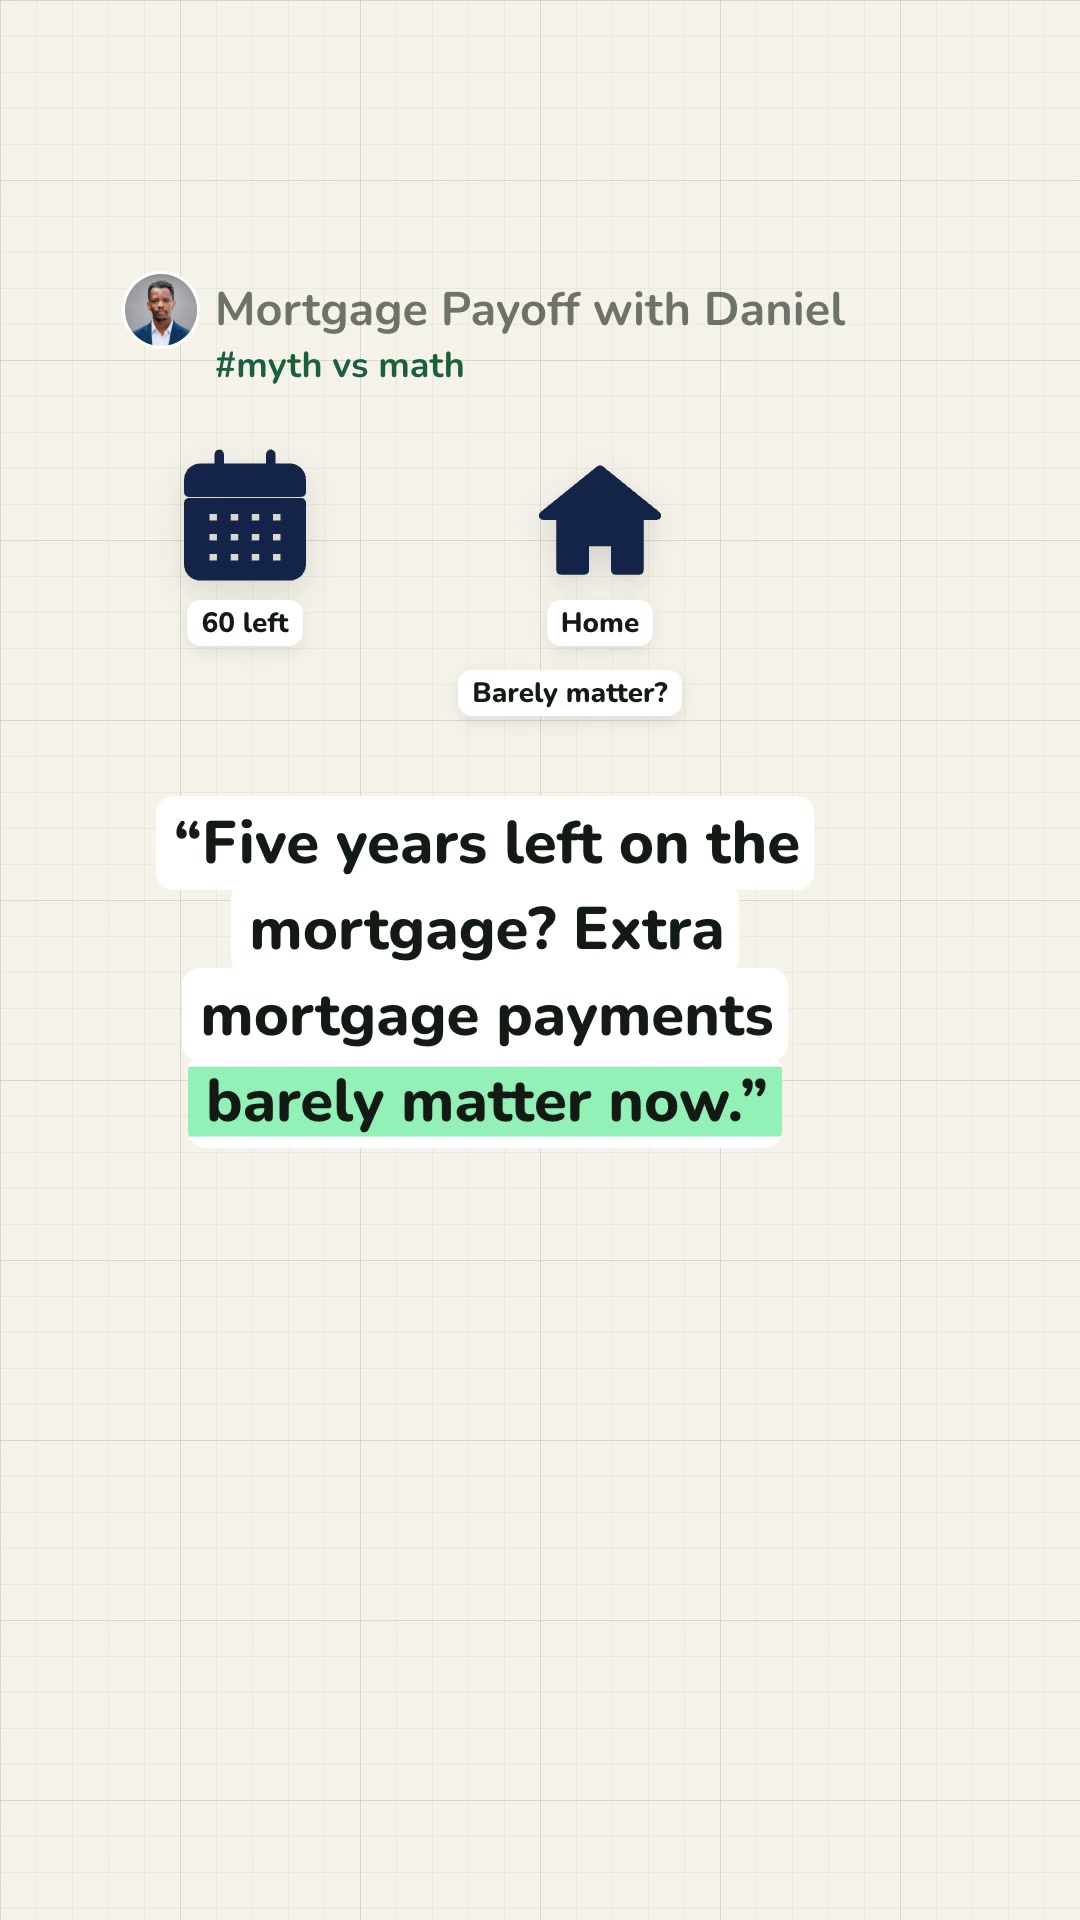 Mortgage Payoff with Daniel
#myth vs math
60 left
Home
Barely matter?
“Five years left on the
mortgage? Extra
mortgage payments
barely matter now.”